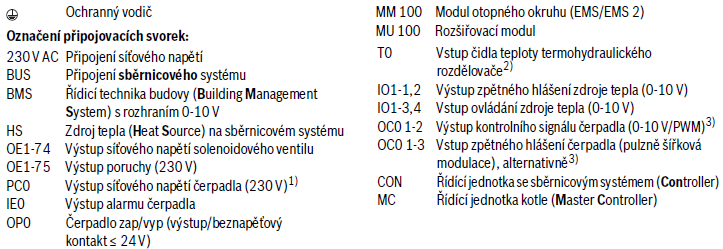 Ochranný vodič
Označení připojovacích svorek:
230 V AC Připojení síťového napětí
BUS Připojení sběrnicového systému
BMS Řídicí technika budovy (Building Management
System) s rozhraním 0-10 V
HS Zdroj tepla (Heat Source) na sběrnicovém systému
OE1-7 4 Výstup síťového napětí solenoidového ventilu
OE1-7 5 Výstup poruchy (230 V)
PC0 Výstup síťového napětí čerpadla (230 V)1)
IE0 Výstup alarmu čerpadla
OP0 Čerpadlo zap/vyp (výstup/beznapěťový
kontakt ≤ 24 V)
MM 100 Modul otopného okruhu (EMS/EMS 2)
MU 100 Rozšiřovací modul
T0 Vstup čidla teploty termohydraulického
rozdělovače2)
IO1-1,2 Výstup zpětného hlášení zdroje tepla (0-10 V)
IO1-3,4 Vstup ovládání zdroje tepla (0-10 V)
OC0 1-2 Výstup kontrolního signálu čerpadla (0-10 V/PWM)3)
OC0 1-3 Vstup zpětného hlášení čerpadla (pulzně šířková
modulace), alternativně3)
CON Řídící jednotka se sběrnicovým systémem (Controller)
MC Řídící jednotka kotle (Master Controller)